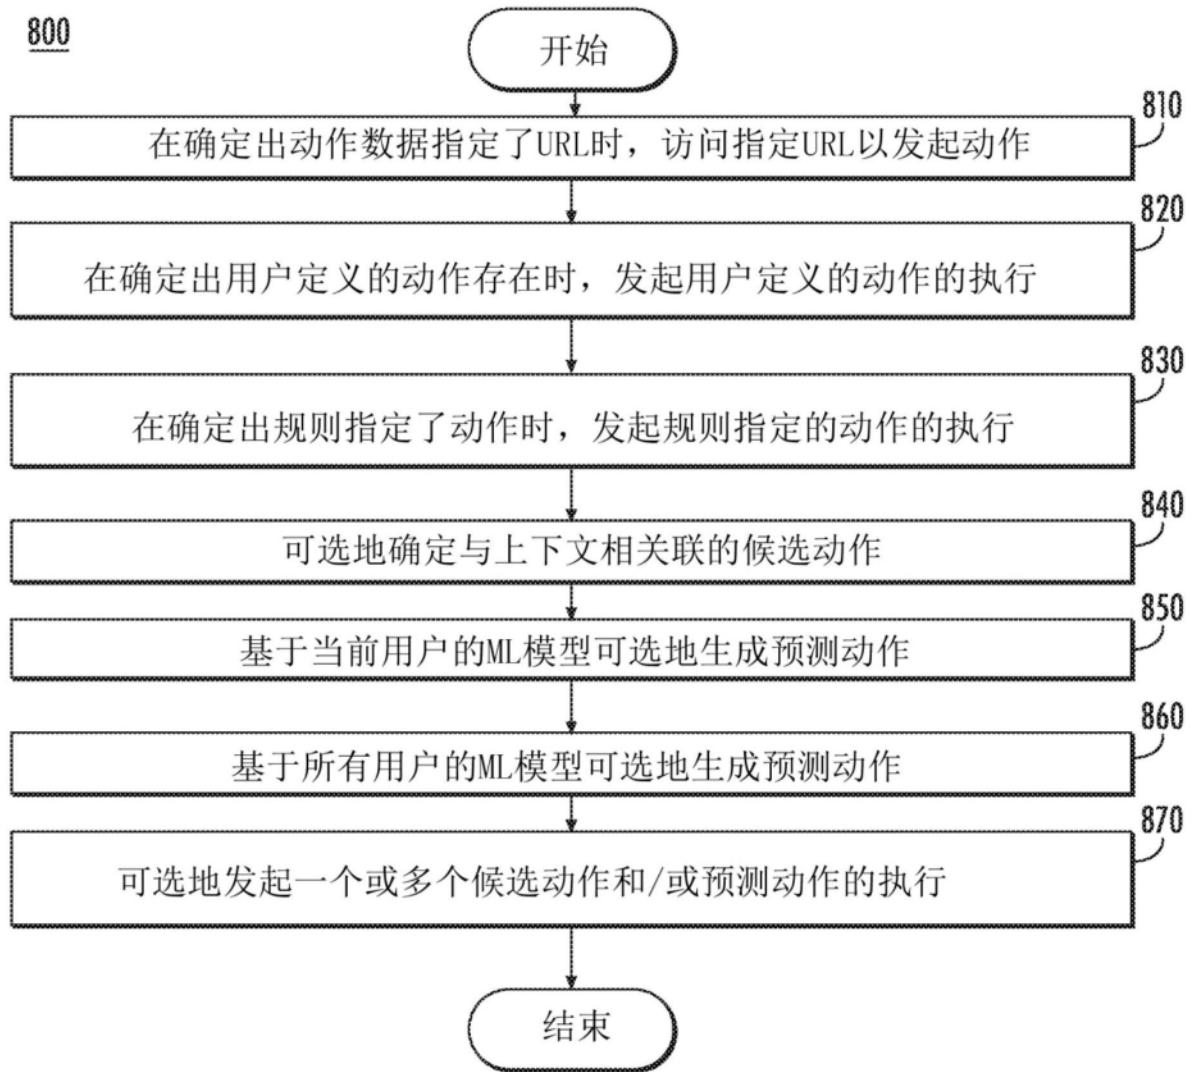 800
开始
810
在确定出动作数据指定了URL时，访问指定URL以发起动作
820
在确定出用户定义的动作存在时，发起用户定义的动作的执行
830
在确定出规则指定了动作时，发起规则指定的动作的执行
840
可选地确定与上下文相关联的候选动作
850
基于当前用户的ML模型可选地生成预测动作
860
基于所有用户的ML模型可选地生成预测动作
870
可选地发起一个或多个候选动作和/或预测动作的执行
结束